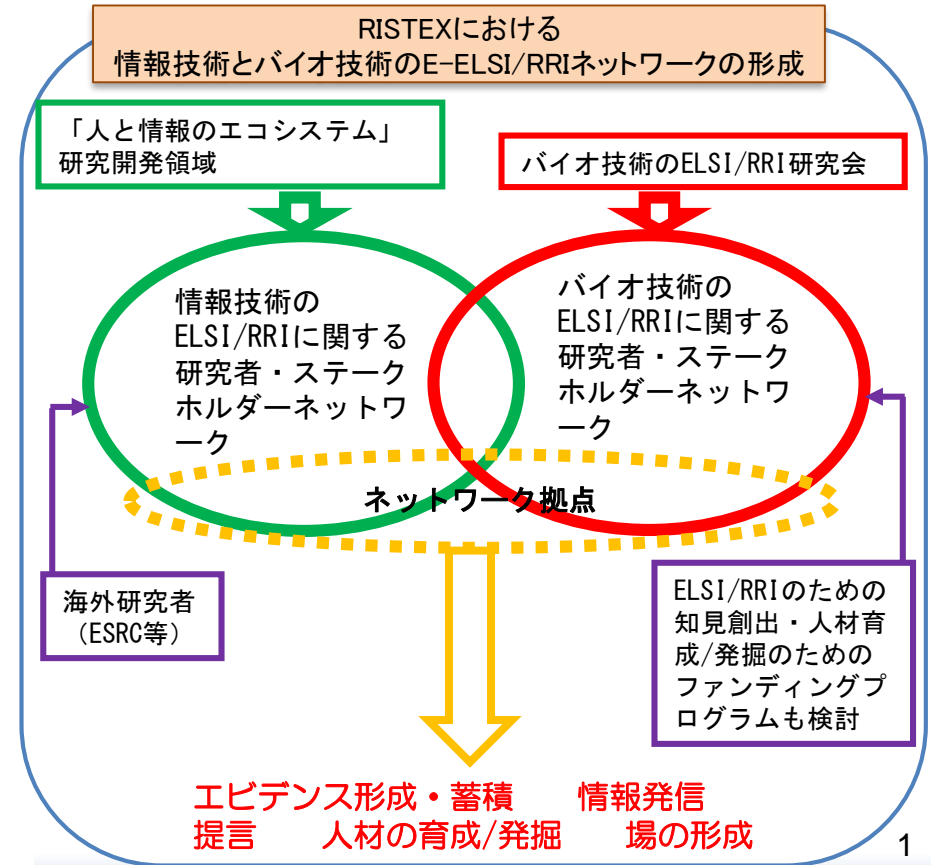 RISTEXにおける
情報技術とバイオ技術のE-ELSI/RRIネットワークの形成
「人と情報のエコシステム」
研究開発領域
バイオ技術のELSI/RRI研究会
情報技術の
ELSI/RRIに関する
研究者・ステーク
ホルダーネットワ
ーク
バイオ技術の
ELSI/RRIに関する
研究者・ステーク
ホルダーネットワ
ーク
ネットワーク拠点
海外研究者
（ESRC等）
ELSI/RRIのための
知見創出・人材育
成/発掘のための
ファンディングプ
ログラムも検討
エビデンス形成・蓄積　　情報発信
提言　　人材の育成/発掘　　場の形成
1